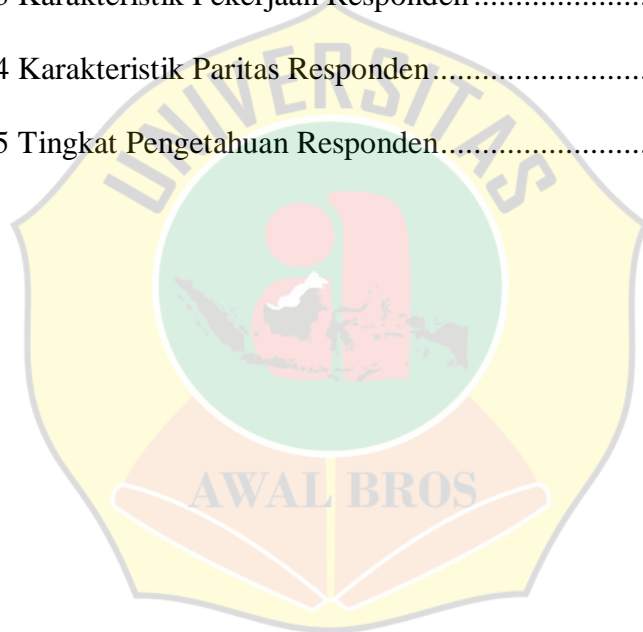 3 Karakteristik Pekerjaan Responden..........................
4 Karakteristik Paritas Responden..............................
5 Tingkat Pengetahuan Responden............................
UNIVERSITAS
AWAL BROS